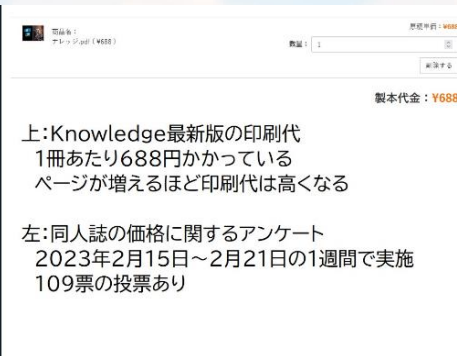 商品名：
ナレッジ.pdf (¥688)
数量： 1
製本単価：¥688
削除する
製本代金：¥688
上：Knowledge最新版の印刷代
1冊あたり688円かかっている
ページが増えるほど印刷代は高くなる
左：同人誌の価格に関するアンケート
2023年2月15日～2月21日の1週間で実施
109票の投票あり